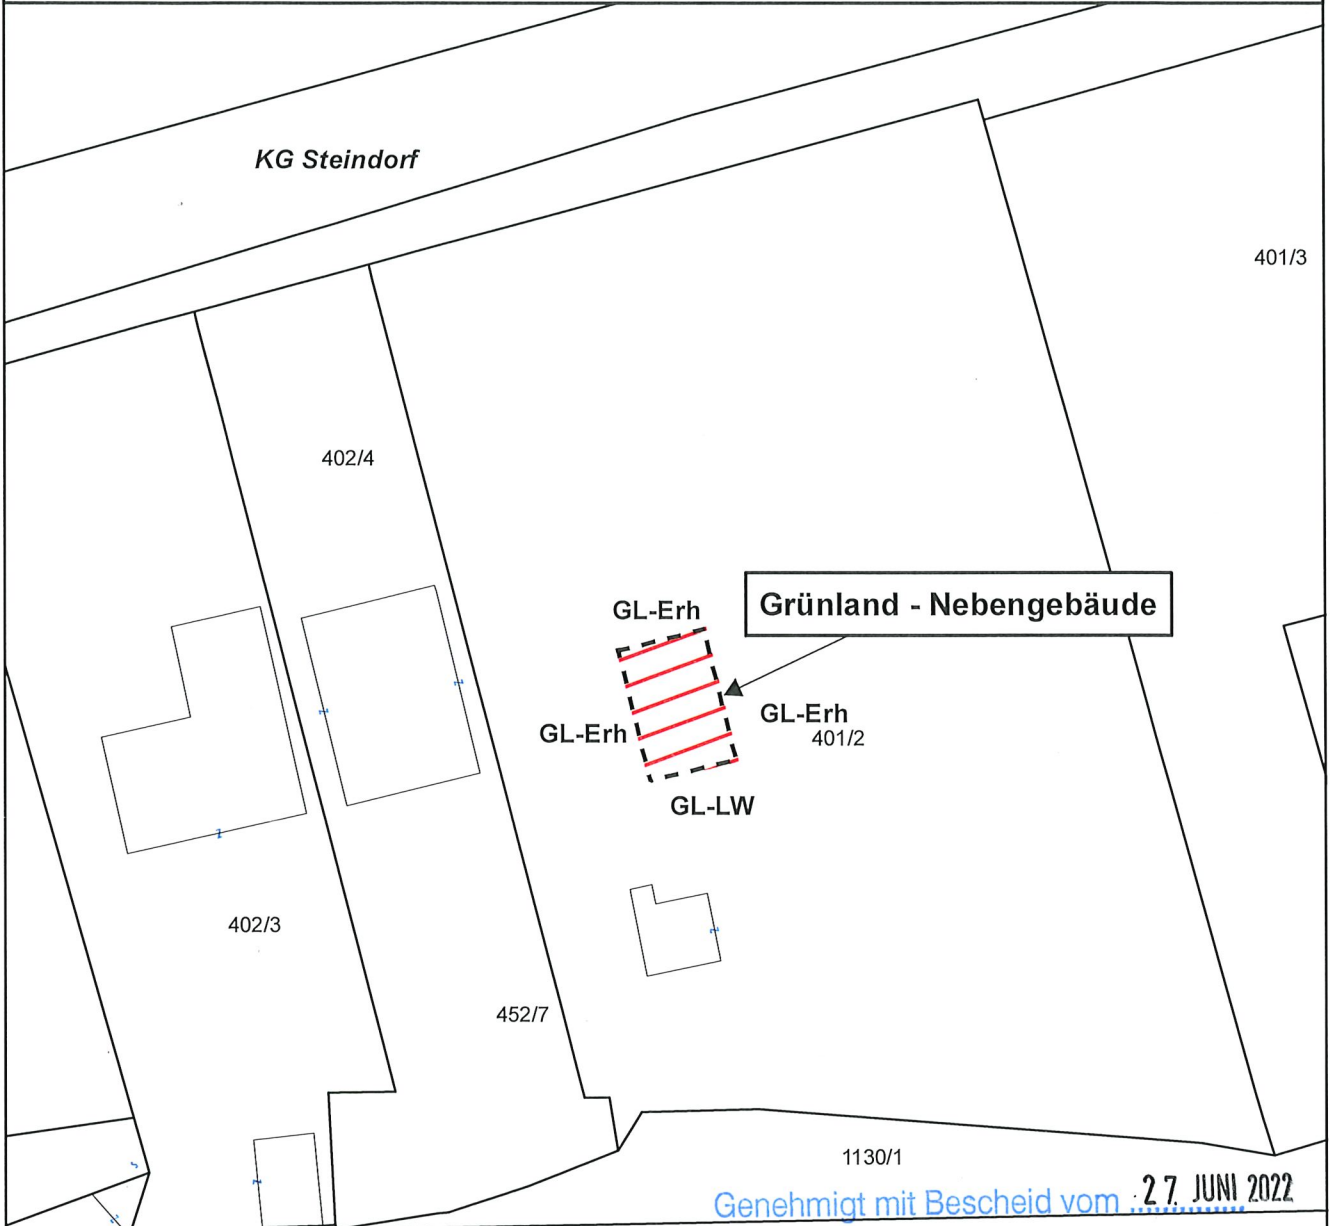 KG Steindorf
401/3
402/4
GL-Erh
Grünland - Nebengebäude
GL-Erh
GL-Erh
401/2
GL-LW
402/3
452/7
1130/1
Genehmigt mit Bescheid vom 27. JUNI 2022